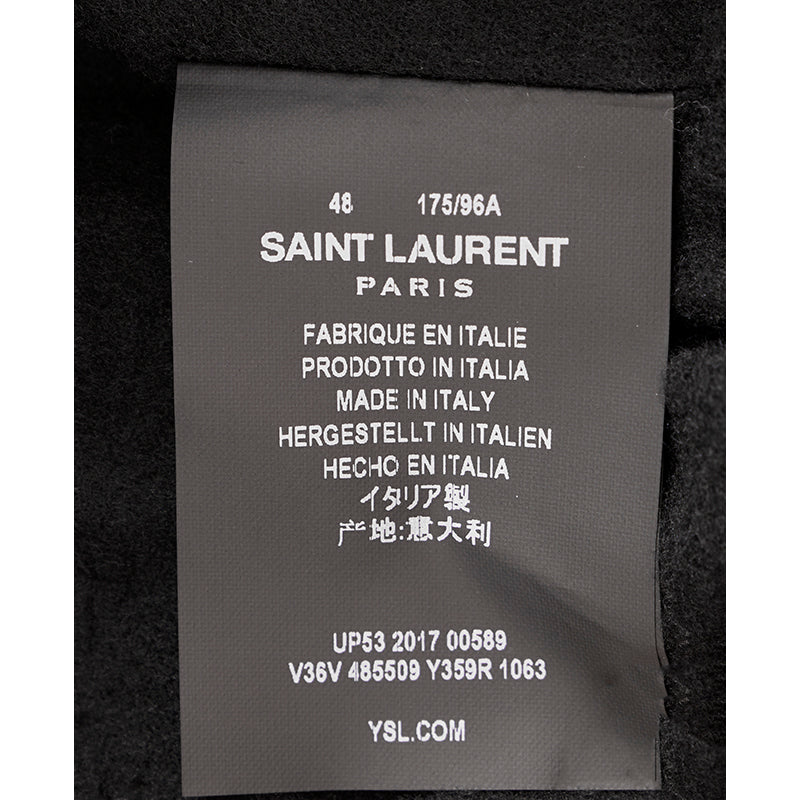 48 175/96A
SAINT LAURENT
PARIS
FABRIQUE EN ITALIE
PRODOTTO IN ITALIA
MADE IN ITALY
HERGESTELLT IN ITALIEN
HECHO EN ITALIA
イタリア製
产地:意大利
UP53 2017 00589
V36V 485509 Y359R 1063
YSL.COM